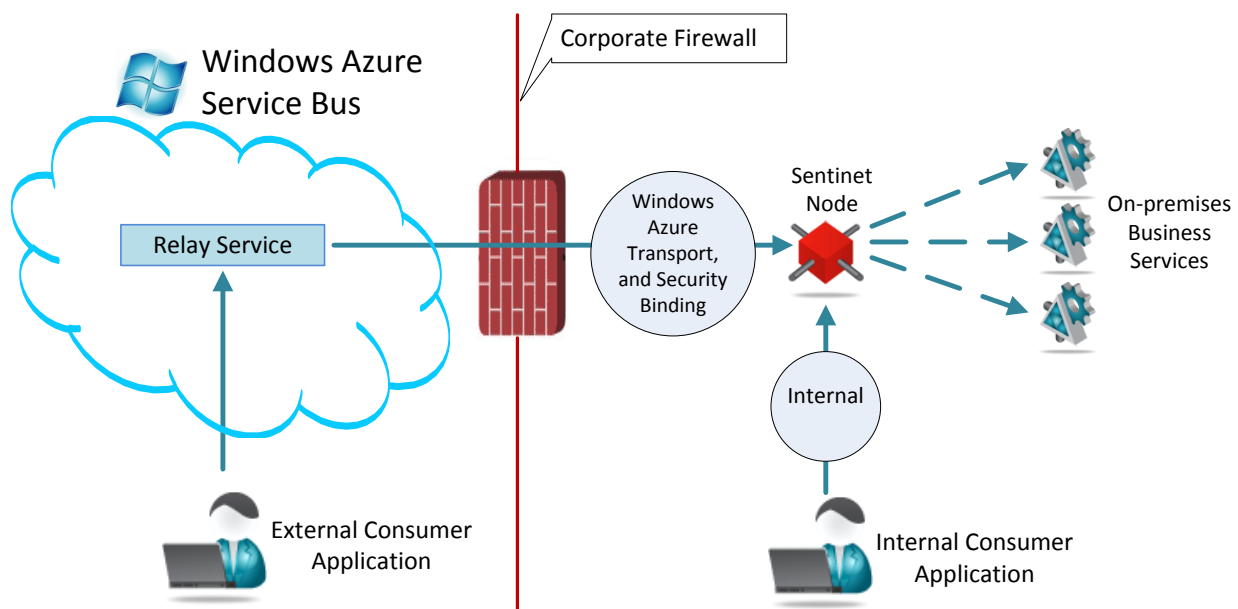 Windows Azure
Service Bus
Corporate Firewall
Relay Service
Windows
Azure
Transport,
and Security
Binding
Sentinet
Node
On-premises
Business
Services
Internal
External Consumer
Application
Internal Consumer
Application